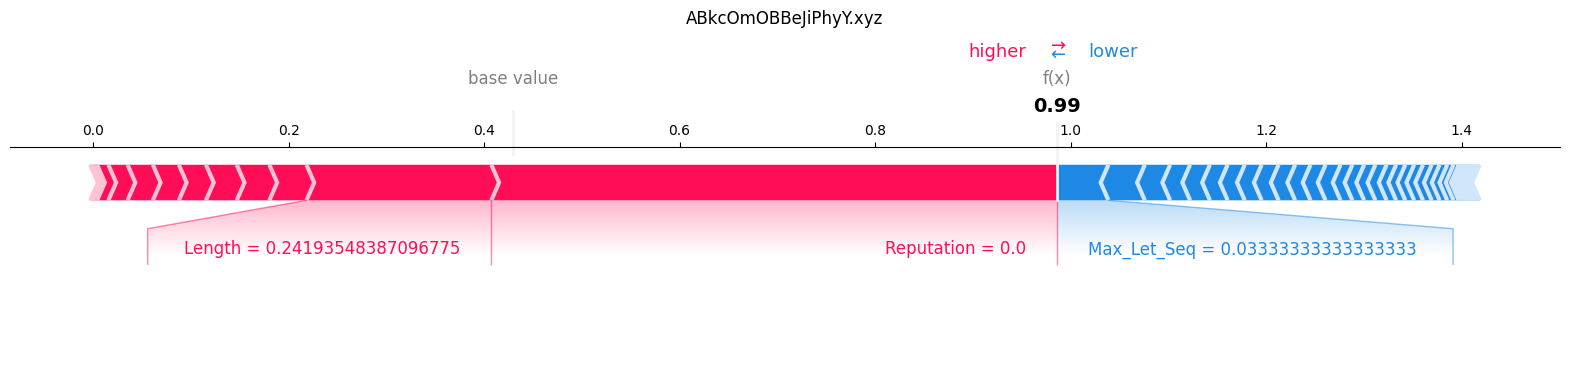 ABkcOmOBBeJiPhyY.xyz
higher ⇄ lower
base value f(x)
0.99
0.0 0.2 0.4 0.6 0.8 1.0 1.2 1.4
Length = 0.24193548387096775 Reputation = 0.0 Max_Let_Seq = 0.03333333333333333